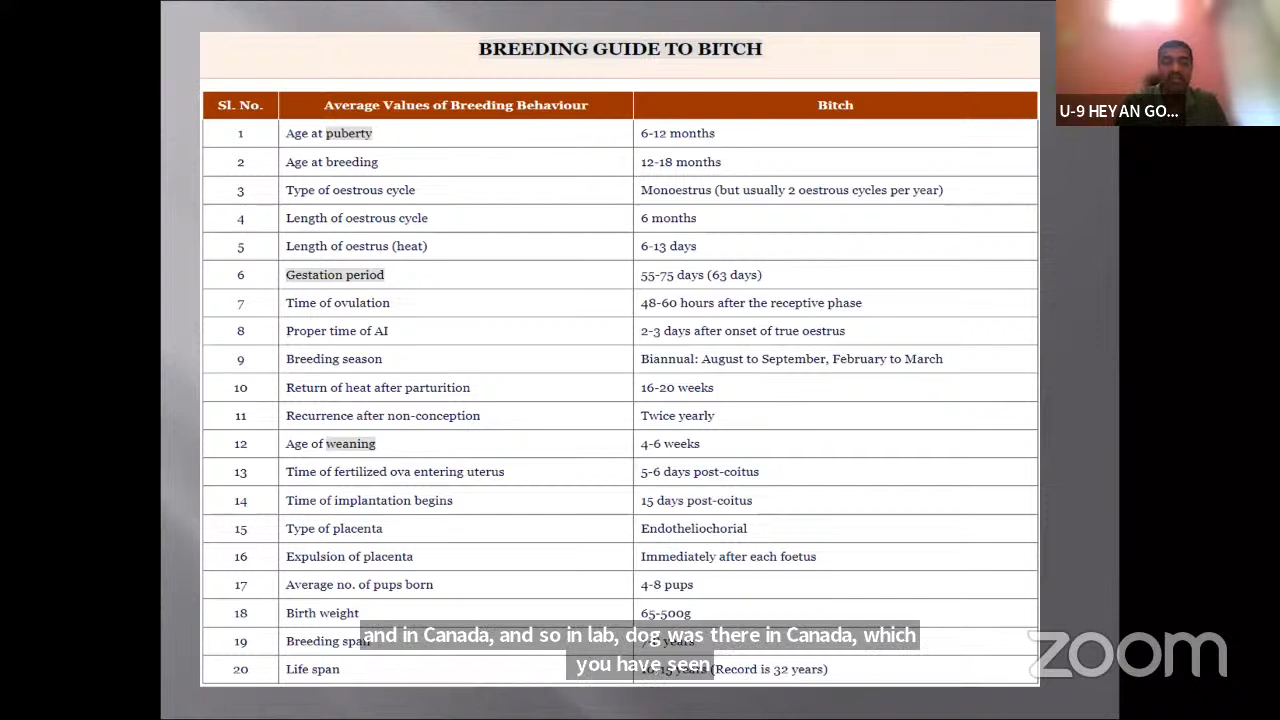 BREEDING GUIDE TO BITCH
Sl. No. Average Values of Breeding Behaviour Bitch
1 Age at puberty 6-12 months
2 Age at breeding 12-18 months
3 Type of oestrous cycle Monoestrus (but usually 2 oestrous cycles per year)
4 Length of oestrous cycle 6 months
5 Length of oestrus (heat) 6-13 days
6 Gestation period 55-75 days (63 days)
7 Time of ovulation 48-60 hours after the receptive phase
8 Proper time of AI 2-3 days after onset of true oestrus
9 Breeding season Biannual: August to September, February to March
10 Return of heat after parturition 16-20 weeks
11 Recurrence after non-conception Twice yearly
12 Age of weaning 4-6 weeks
13 Time of fertilized ova entering uterus 5-6 days post-coitus
14 Time of implantation begins 15 days post-coitus
15 Type of placenta Endotheliochorial
16 Expulsion of placenta Immediately after each foetus
17 Average no. of pups born 4-8 pups
18 Birth weight 65-500g
19 Breeding span years
20 Life span years (Record is 32 years)
and in Canada, and so in lab, dog was there in Canada, which
you have seen
U-9 HEYAN GO...
zoom